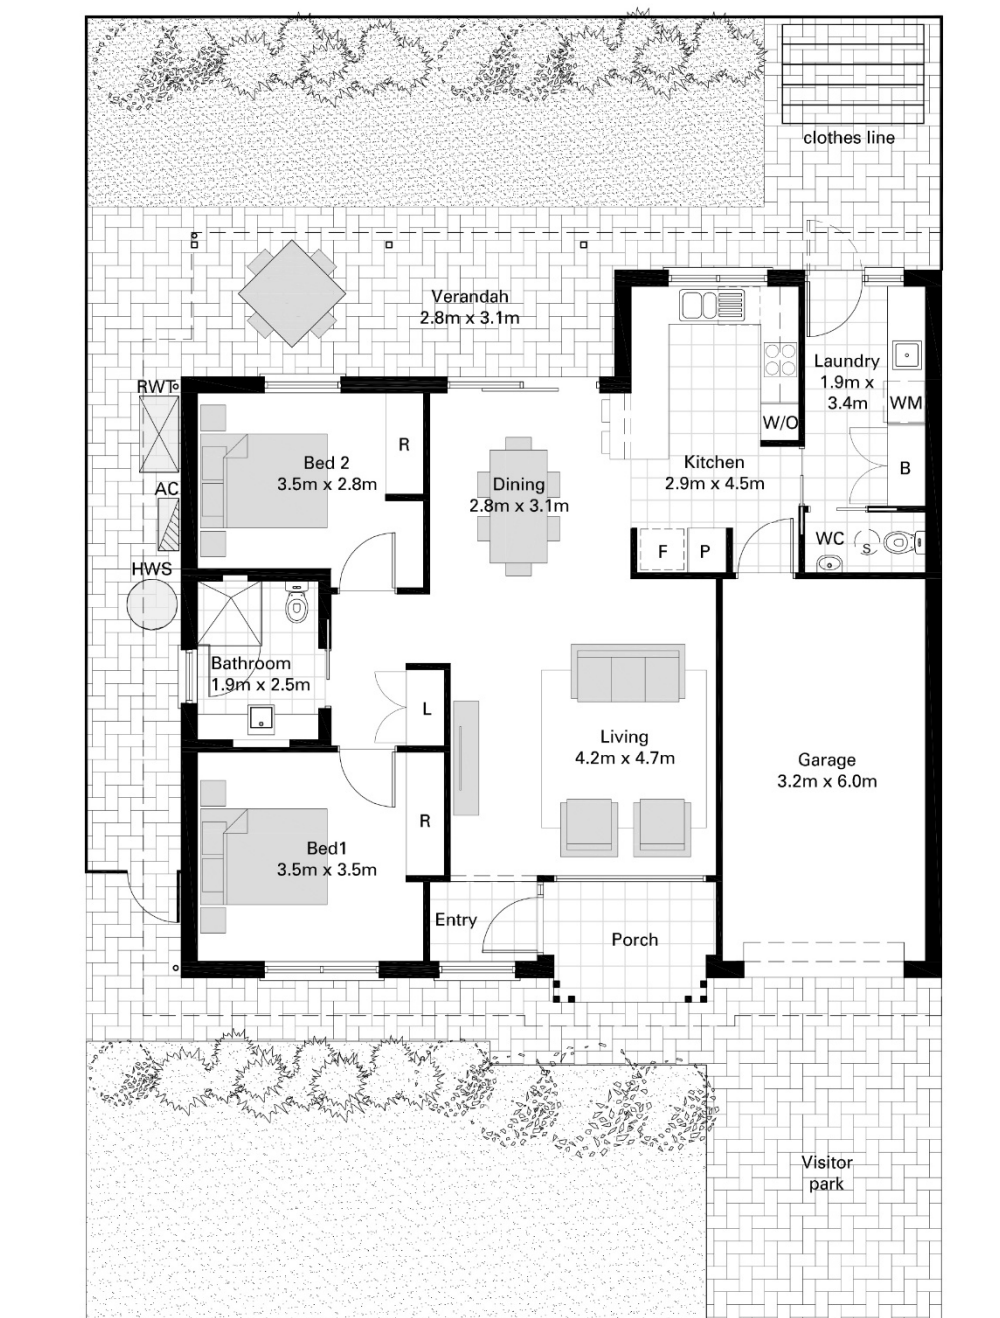 clothes line
Verandah
2.8m x 3.1m
RWT
Laundry
1.9m x
3.4m
WM
W/O
R
Bed 2
3.5m x 2.8m
Kitchen
2.9m x 4.5m
B
AC
Dining
2.8m x 3.1m
WC
S
F
P
HWS
Bathroom
1.9m x 2.5m
L
Living
4.2m x 4.7m
Garage
3.2m x 6.0m
R
Bed1
3.5m x 3.5m
Entry
Porch
Visitor
park